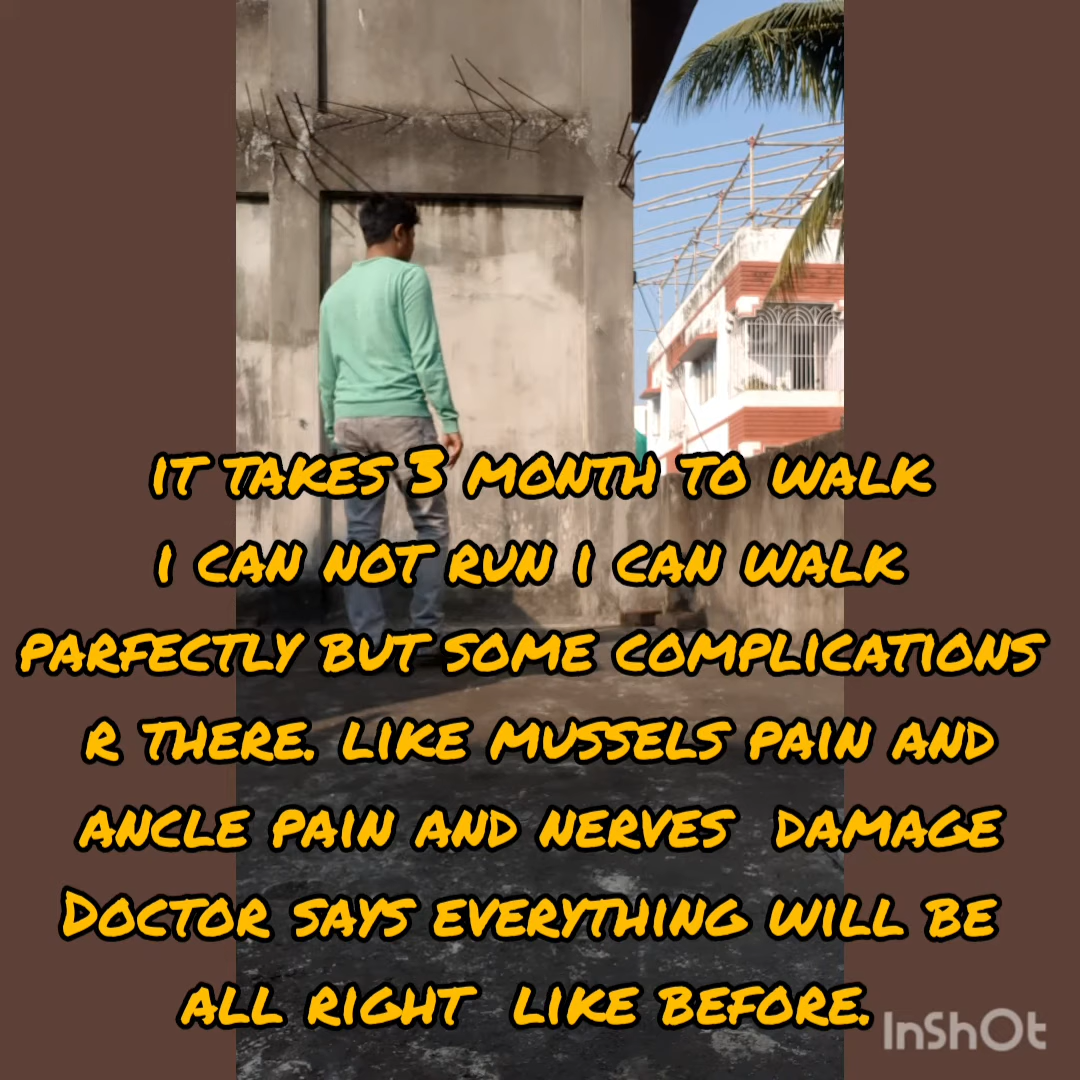 it takes 3 month to walk
i can not run i can walk
parfectly but some complications
r there. like mussels pain and
ancle pain and nerves damage
Doctor says everything will be
all right like before.
InShOt